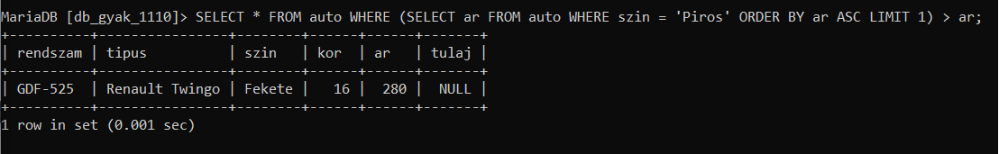 MariaDB [db_gyak_1110]> SELECT * FROM auto WHERE (SELECT ar FROM auto WHERE szin = 'Piros' ORDER BY ar ASC LIMIT 1) > ar;
+----------+----------------+--------+------+------+-------+
| rendszam | tipus          | szin   | kor  | ar   | tulaj |
+----------+----------------+--------+------+------+-------+
| GDF-525  | Renault Twingo | Fekete |   16 |  280 |  NULL |
+----------+----------------+--------+------+------+-------+
1 row in set (0.001 sec)